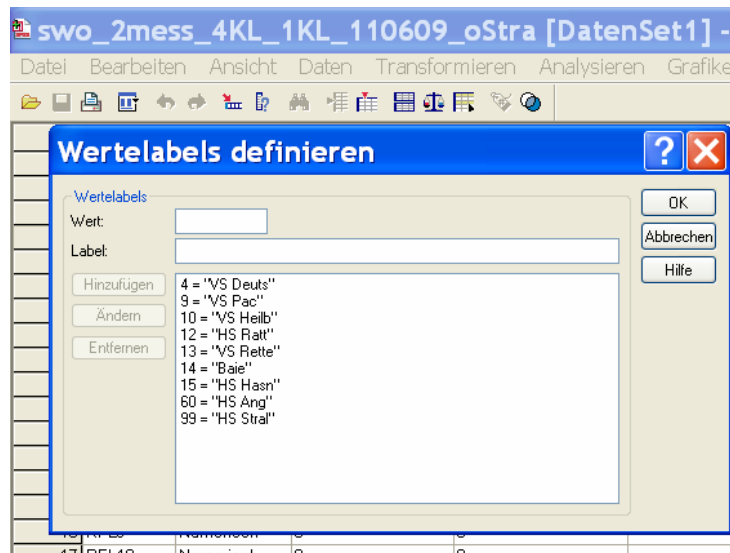 swo_2mess_4KL_1KL_110609_oStra [DatenSet1] -
Datei Bearbeiten Ansicht Daten Transformieren Analysieren Grafike
Wertelabels definieren
Wertelabels
Wert:
Label:
OK
Abbrechen
Hilfe
Hinzufügen
Ändern
Entfernen
4 = "VS Deuts"
9 = "VS Pac"
10 = "VS Heilb"
12 = "HS Ratt"
13 = "VS Rette"
14 = "Baie"
15 = "HS Hasn"
60 = "HS Ang"
99 = "HS Stral"